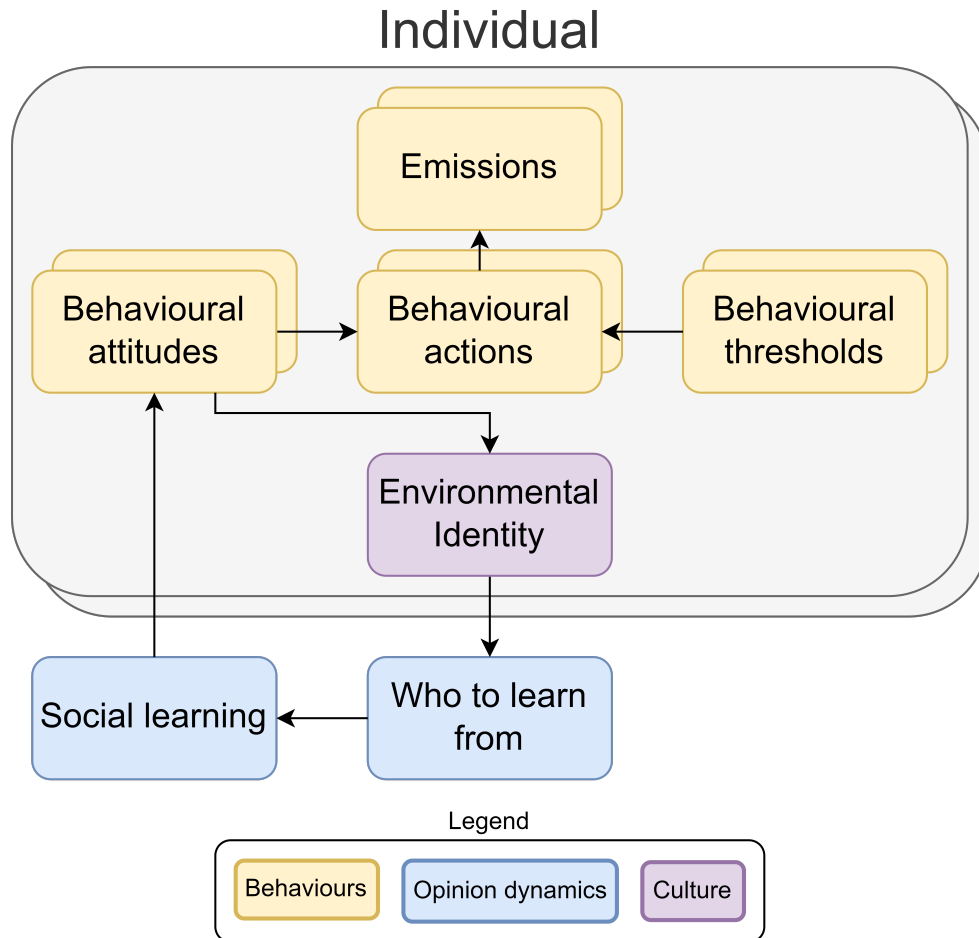 Individual
Emissions
Behavioural
attitudes
Behavioural
actions
Behavioural
thresholds
Environmental
Identity
Social learning
Who to learn
from
Legend
Behaviours
Opinion dynamics
Culture